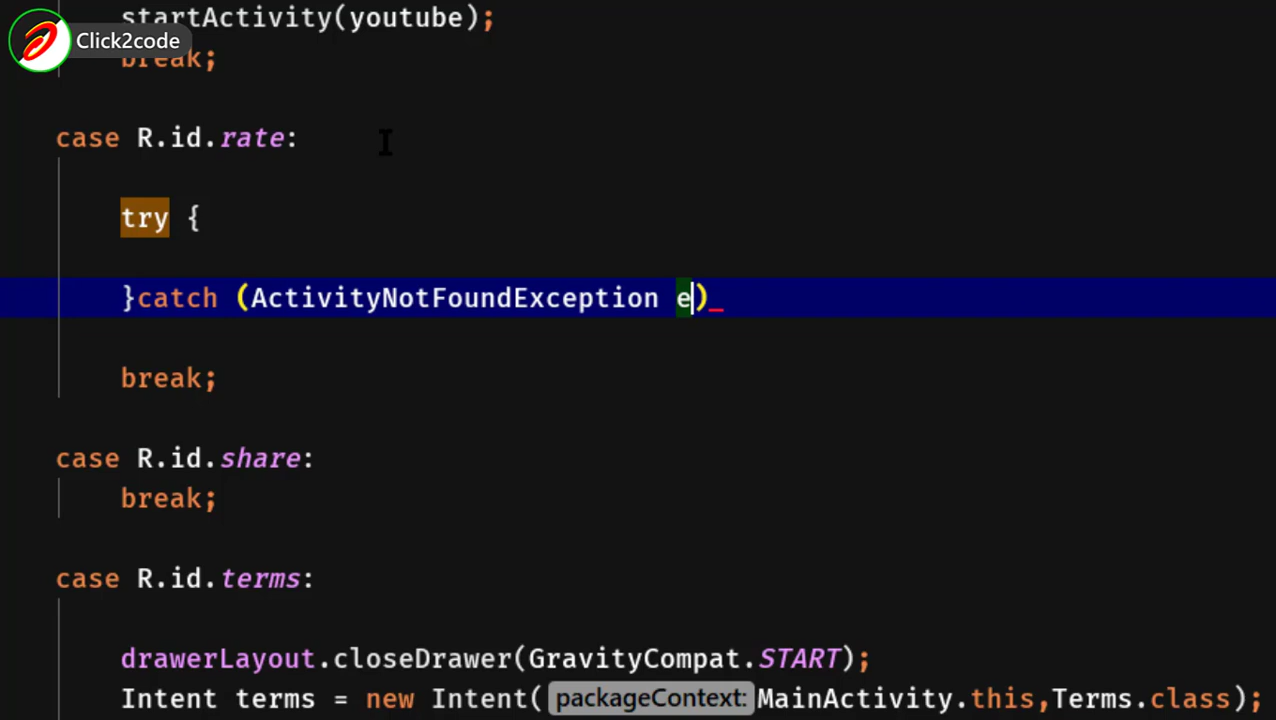 startActivity(youtube);
Click2code
break;
case R.id.rate:
try {
}catch (ActivityNotFoundException e)
break;
case R.id.share:
break;
case R.id.terms:
drawerLayout.closeDrawer(GravityCompat.START);
Intent terms = new Intent( packageContext: MainActivity.this,Terms.class);